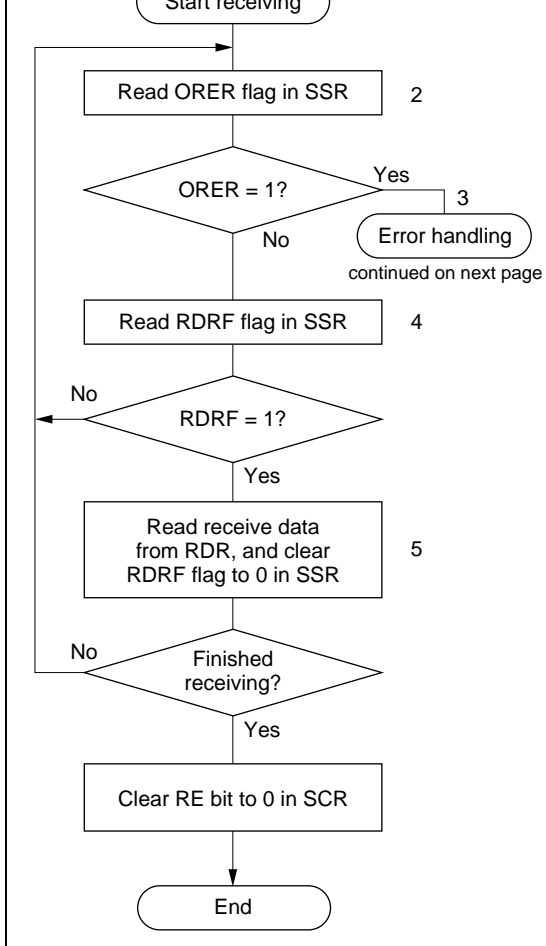 Start receiving
Read ORER flag in SSR
2
ORER = 1?
Yes
3
No
Error handling
continued on next page
Read RDRF flag in SSR
4
No
RDRF = 1?
Yes
Read receive data
from RDR, and clear
RDRF flag to 0 in SSR
5
No
Finished
receiving?
Yes
Clear RE bit to 0 in SCR
End